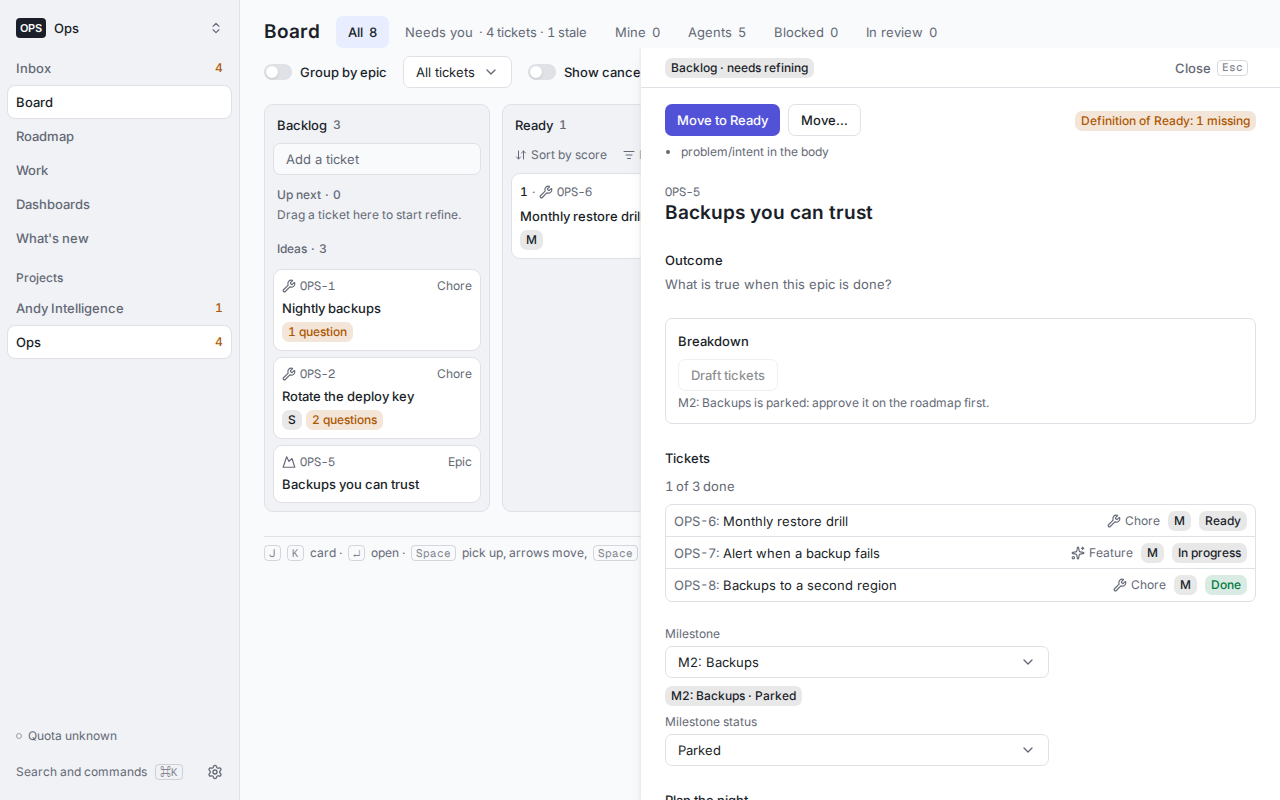 OPS Ops
Inbox 4
Board
Roadmap
Work
Dashboards
What's new
Projects
Andy Intelligence 1
Ops 4
Quota unknown
Search and commands ⌘K
Board All 8 Needs you · 4 tickets · 1 stale Mine 0 Agents 5 Blocked 0 In review 0
Group by epic All tickets Show cance
Backlog 3
Add a ticket
Up next · 0
Drag a ticket here to start refine.
Ideas · 3
OPS-1 Chore
Nightly backups
1 question
OPS-2 Chore
Rotate the deploy key
S 2 questions
OPS-5 Epic
Backups you can trust
Ready 1
Sort by score
1 · OPS-6
Monthly restore dril
M
J K card · ↵ open · Space pick up, arrows move, Space
Backlog · needs refining Close Esc
Move to Ready Move... Definition of Ready: 1 missing
• problem/intent in the body
OPS-5
Backups you can trust
Outcome
What is true when this epic is done?
Breakdown
Draft tickets
M2: Backups is parked: approve it on the roadmap first.
Tickets
1 of 3 done
OPS-6: Monthly restore drill Chore M Ready
OPS-7: Alert when a backup fails Feature M In progress
OPS-8: Backups to a second region Chore M Done
Milestone
M2: Backups
M2: Backups · Parked
Milestone status
Parked
Plan the night